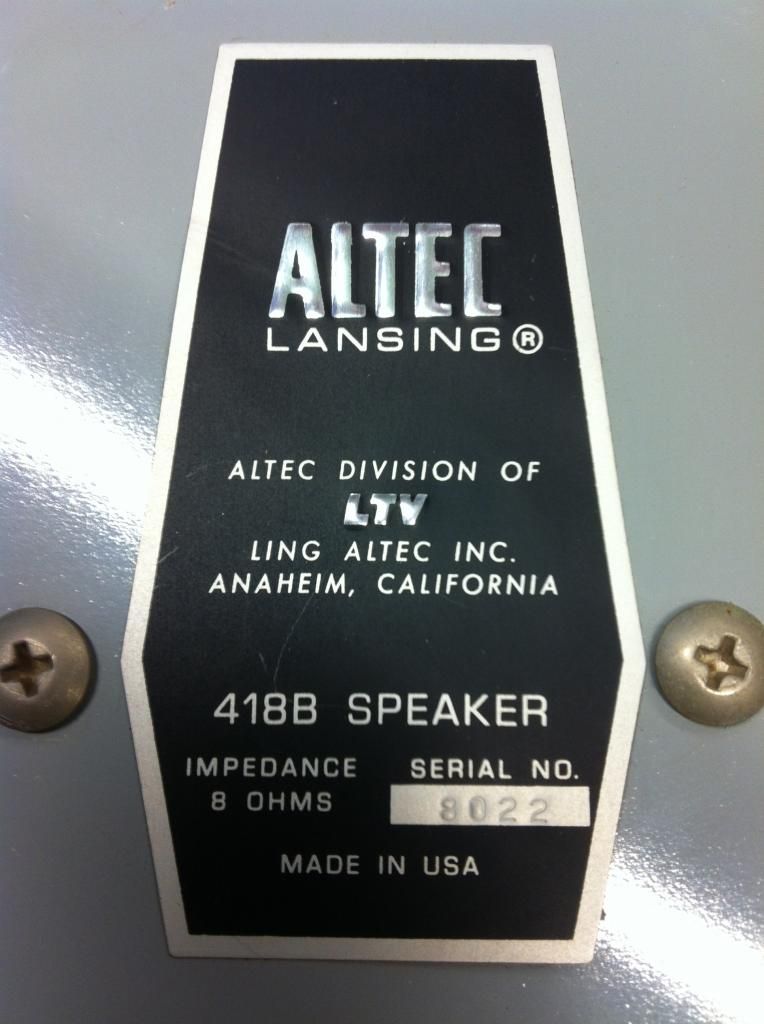 ALTEC
LANSING®
ALTEC DIVISION OF
LTV
LING ALTEC INC.
ANAHEIM, CALIFORNIA
418B SPEAKER
IMPEDANCE SERIAL NO.
8 OHMS 8022
MADE IN USA